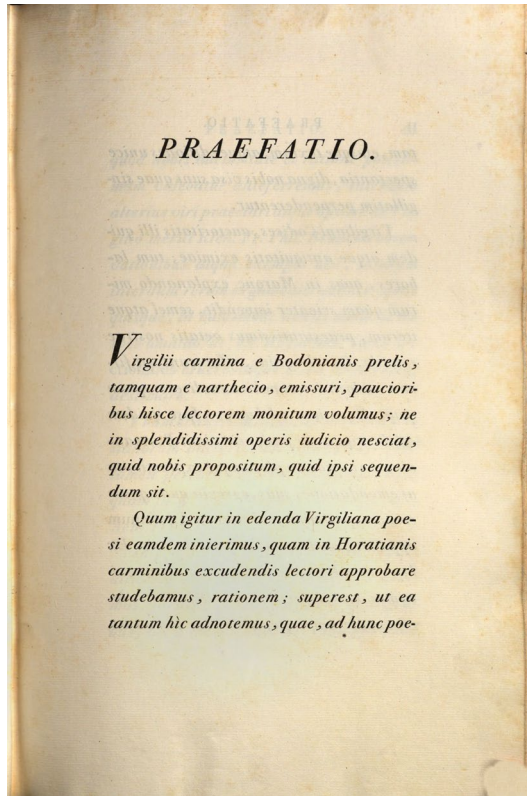 PRAEFATIO.
Virgilii carmina e Bodonianis prelis,
tamquam e narthecio, emissuri, pauciori-
bus hisce lectorem monitum volumus; ne
in splendidissimi operis iudicio nesciat,
quid nobis propositum, quid ipsi sequen-
dum sit.
Quum igitur in edenda Virgiliana poe-
si eamdem inierimus, quam in Horatianis
carminibus excudendis lectori approbare
studebamus, rationem; superest, ut ea
tantum hìc adnotemus, quae, ad hunc poe-